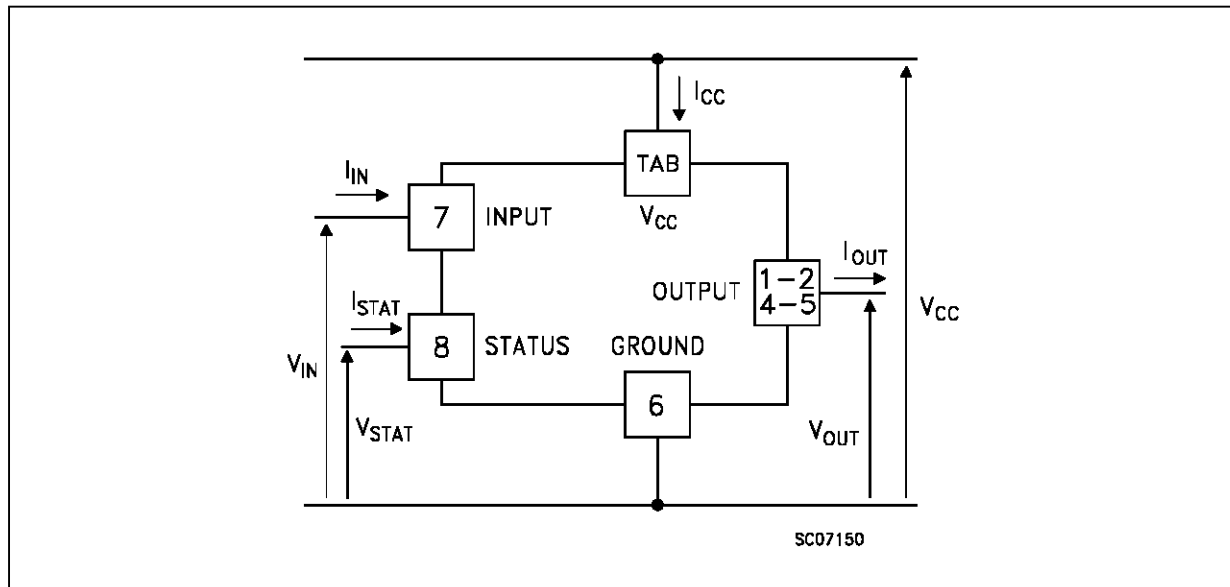 I_CC
TAB
V_CC
I_IN
7 INPUT
1-2
4-5
OUTPUT
I_OUT
V_CC
I_STAT
8 STATUS
GROUND
6
V_IN
V_STAT
V_OUT
SC07150